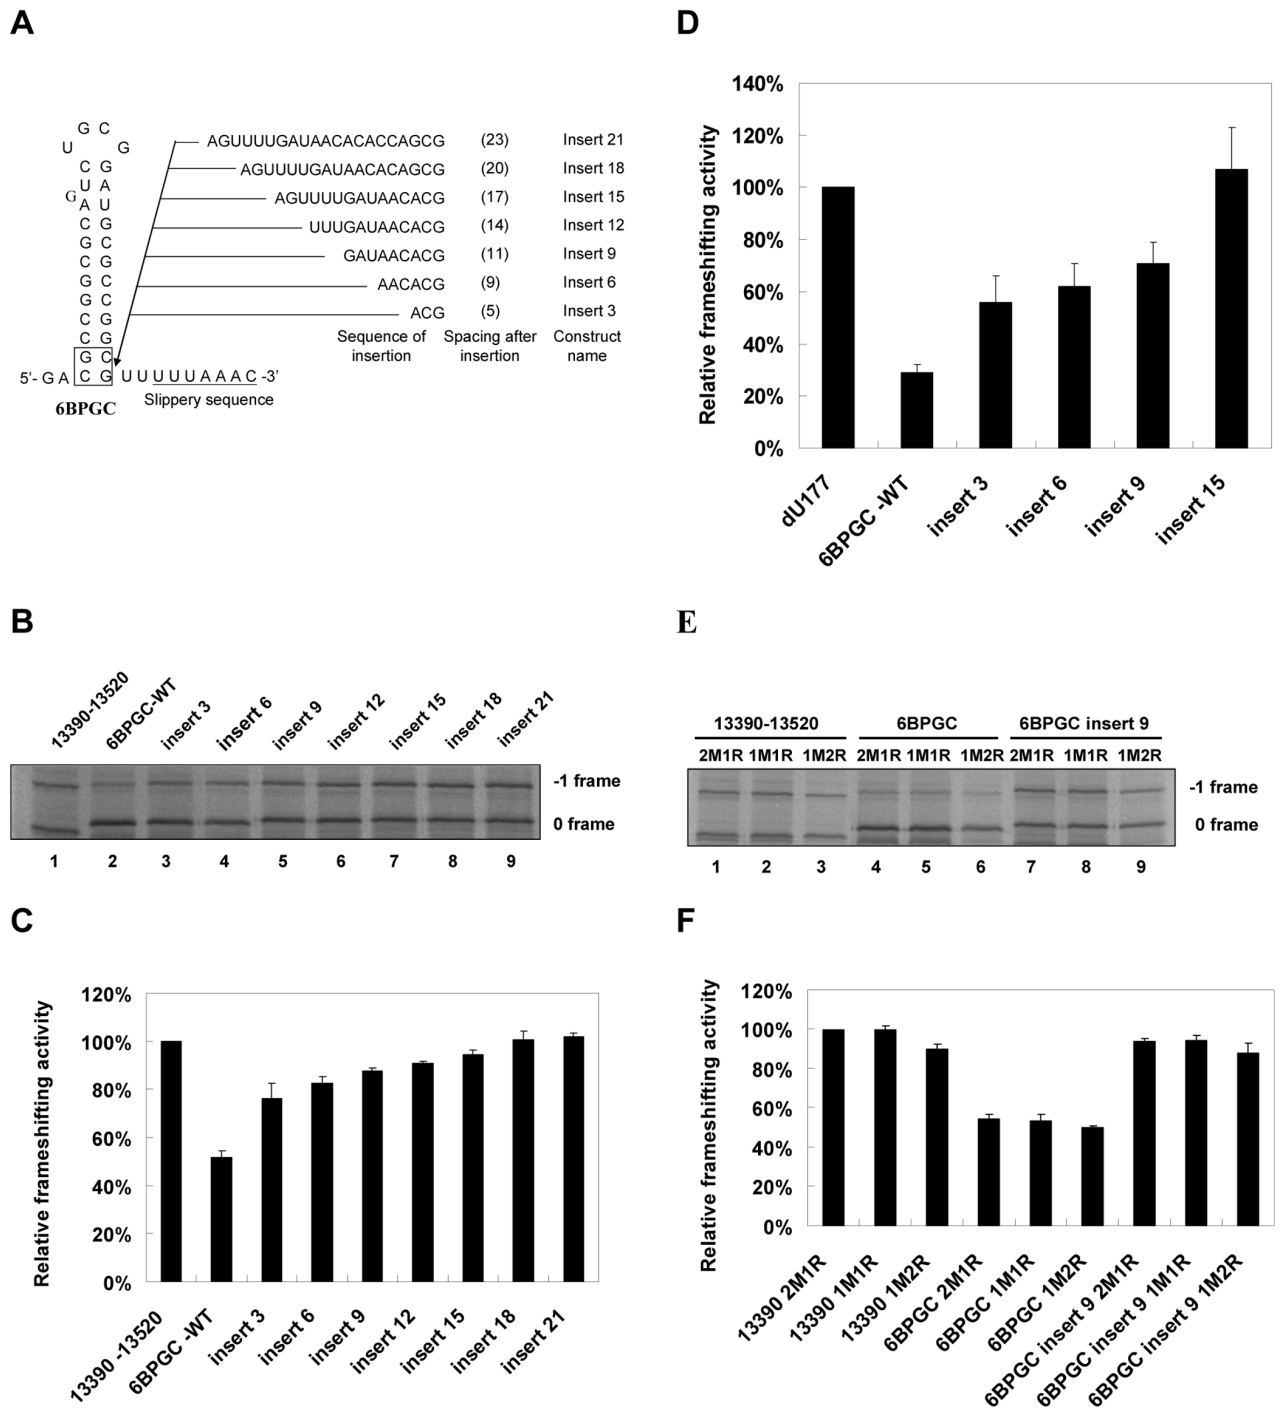 A
G C
U G
C G
U A
G
A U
C G
G C
C G
G C
G C
C G
C G
G C
5'- G A C G U U U U U A A A C -3'
Slippery sequence
6BPGC
AGUUUUGAUAACACACCAGCG (23) Insert 21
AGUUUUGAUAACACAGCG (20) Insert 18
AGUUUUGAUAACACG (17) Insert 15
UUUGAUAACACG (14) Insert 12
GAUAACACG (11) Insert 9
AACACG (9) Insert 6
ACG (5) Insert 3
Sequence of insertion Spacing after insertion Construct name
D
Relative frameshifting activity
140%
120%
100%
80%
60%
40%
20%
0%
dU177
6BPGC -WT
insert 3
insert 6
insert 9
insert 15
B
13390-13520
6BPGC-WT
insert 3
insert 6
insert 9
insert 12
insert 15
insert 18
insert 21
-1 frame
0 frame
1 2 3 4 5 6 7 8 9
E
13390-13520 6BPGC 6BPGC insert 9
2M1R 1M1R 1M2R 2M1R 1M1R 1M2R 2M1R 1M1R 1M2R
-1 frame
0 frame
1 2 3 4 5 6 7 8 9
C
Relative frameshifting activity
120%
100%
80%
60%
40%
20%
0%
13390 -13520
6BPGC -WT
insert 3
insert 6
insert 9
insert 12
insert 15
insert 18
insert 21
F
Relative frameshifting activity
120%
100%
80%
60%
40%
20%
0%
13390 2M1R
13390 1M1R
13390 1M2R
6BPGC 2M1R
6BPGC 1M1R
6BPGC 1M2R
6BPGC insert 9 2M1R
6BPGC insert 9 1M1R
6BPGC insert 9 1M2R